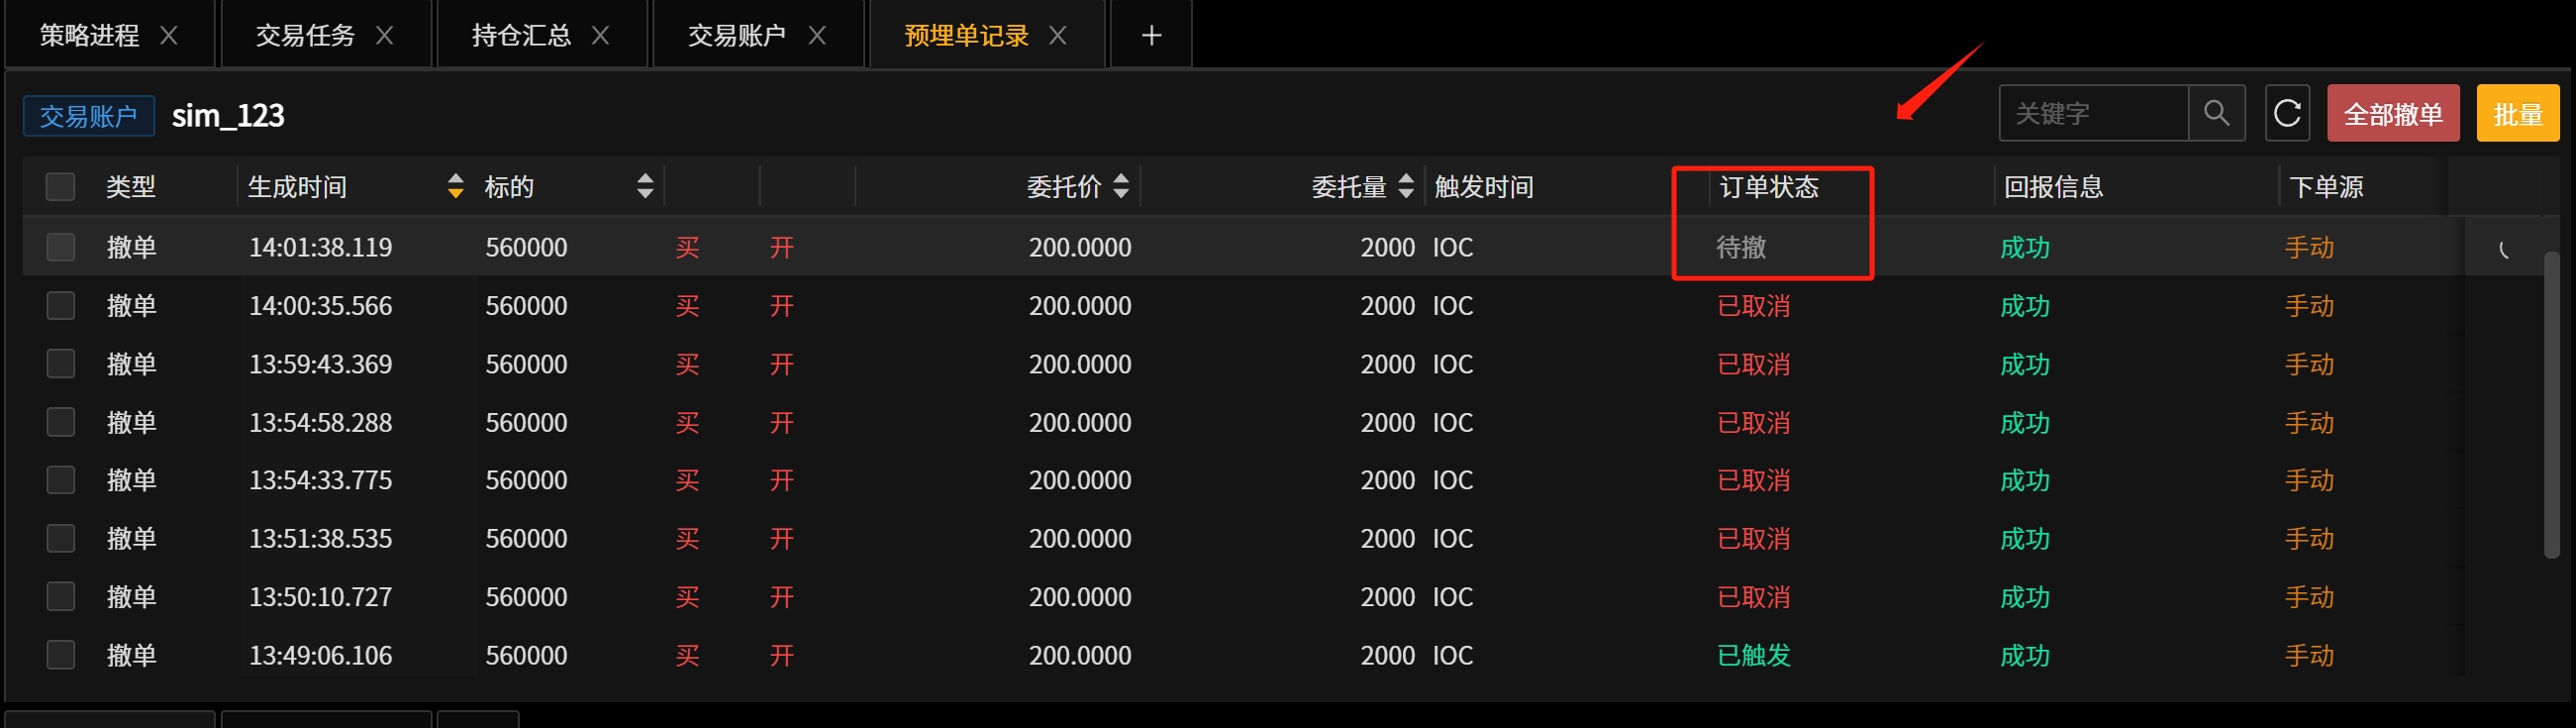 策略进程 交易任务 持仓汇总 交易账户 预埋单记录
交易账户 sim_123 关键字 全部撤单 批量
类型 生成时间 标的 委托价 委托量 触发时间 订单状态 回报信息 下单源
撤单 14:01:38.119 560000 买 开 200.0000 2000 IOC 待撤 成功 手动
撤单 14:00:35.566 560000 买 开 200.0000 2000 IOC 已取消 成功 手动
撤单 13:59:43.369 560000 买 开 200.0000 2000 IOC 已取消 成功 手动
撤单 13:54:58.288 560000 买 开 200.0000 2000 IOC 已取消 成功 手动
撤单 13:54:33.775 560000 买 开 200.0000 2000 IOC 已取消 成功 手动
撤单 13:51:38.535 560000 买 开 200.0000 2000 IOC 已取消 成功 手动
撤单 13:50:10.727 560000 买 开 200.0000 2000 IOC 已取消 成功 手动
撤单 13:49:06.106 560000 买 开 200.0000 2000 IOC 已触发 成功 手动